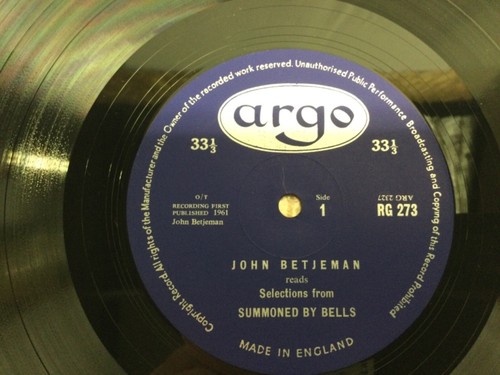 Copyright Record All rights of the Manufacturer and the Owner of the recorded work reserved. Unauthorised Public Performance Broadcasting and Copying of this Record Prohibited
argo
33⅓
33⅓
O/T
RECORDING FIRST
PUBLISHED 1961
John Betjeman
Side
1
ARG 2327
RG 273
JOHN BETJEMAN
reads
Selections from
SUMMONED BY BELLS
MADE IN ENGLAND